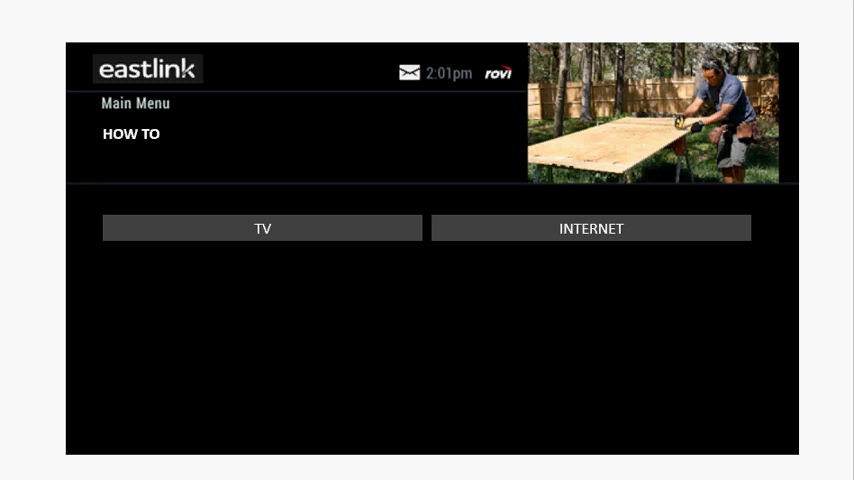 eastlink
2:01pm rovi
Main Menu
HOW TO
TV INTERNET